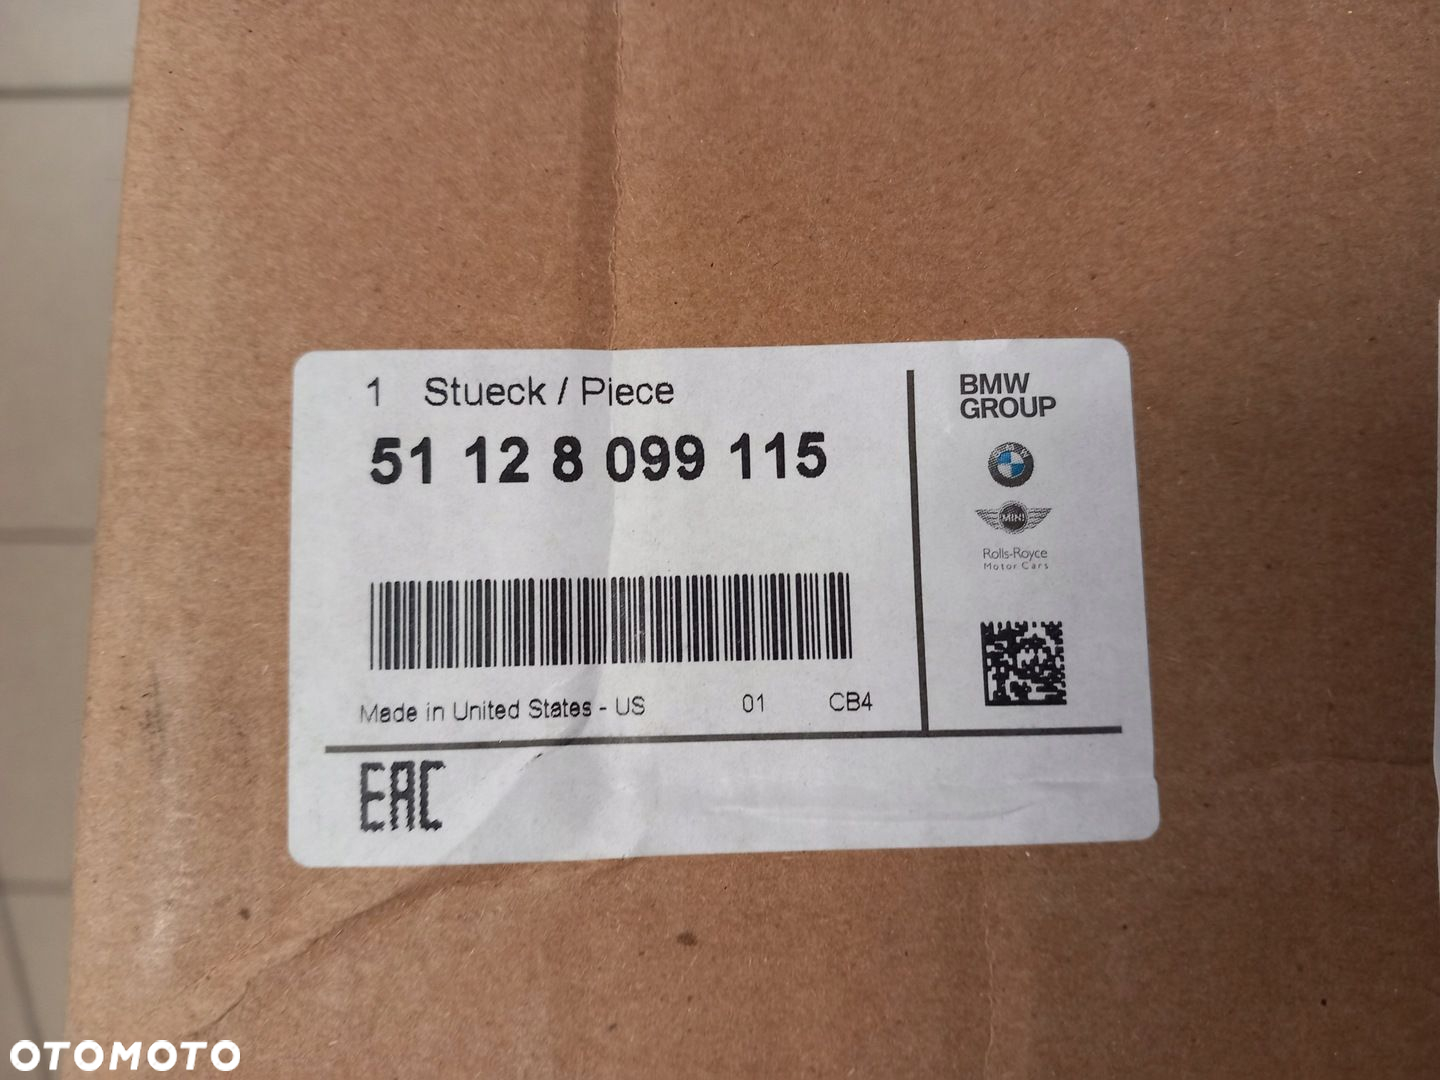 1 Stueck / Piece
51 12 8 099 115
Made in United States - US 01 CB4
EAC
BMW
GROUP
MINI
Rolls-Royce
Motor Cars
OTOMOTO